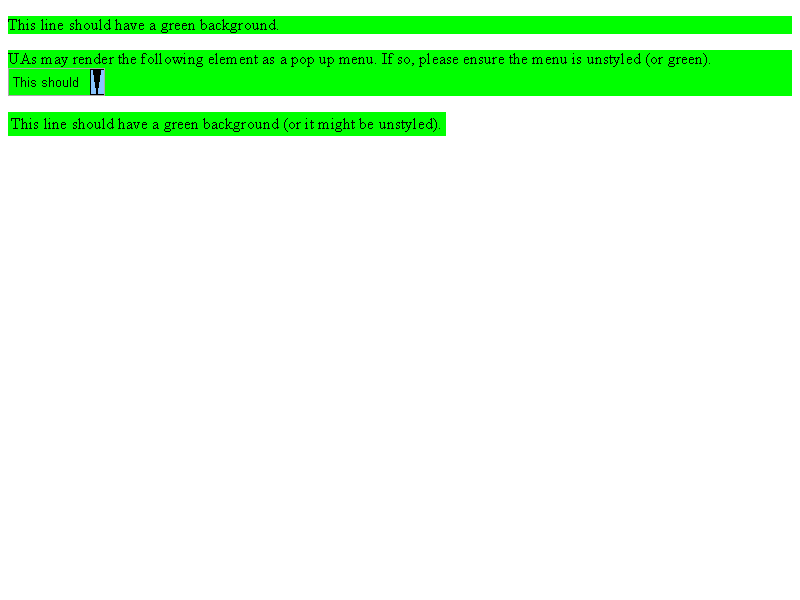 This line should have a green background.
UAs may render the following element as a pop up menu. If so, please ensure the menu is unstyled (or green).
This should
This line should have a green background (or it might be unstyled).